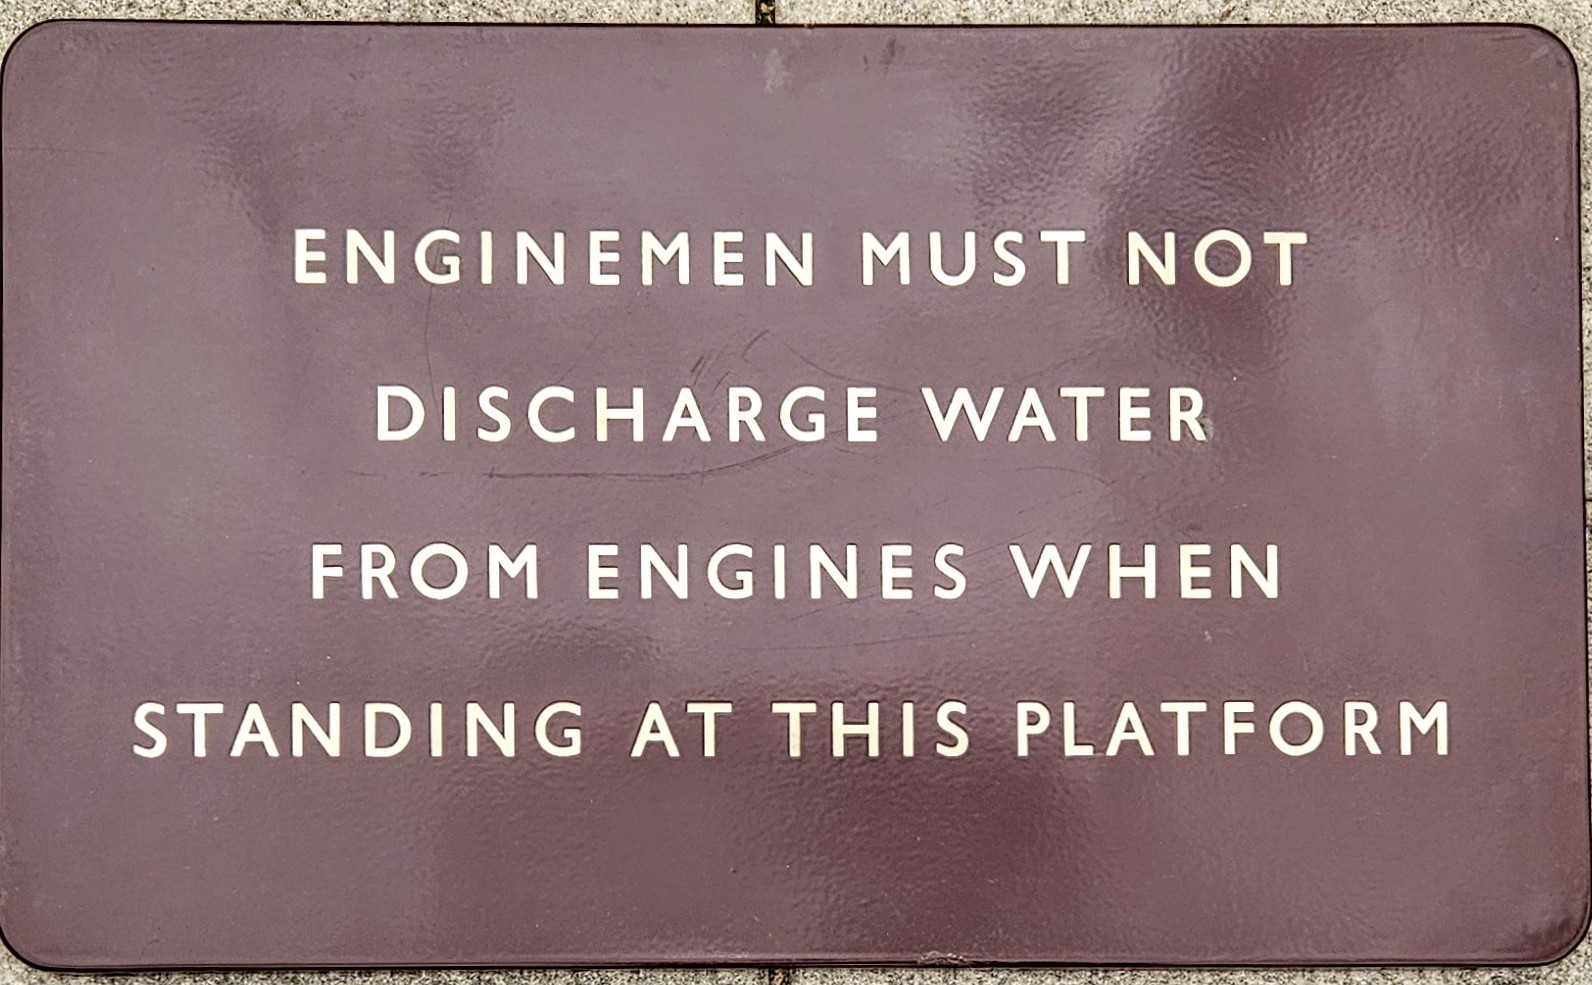 ENGINEMEN MUST NOT
DISCHARGE WATER
FROM ENGINES WHEN
STANDING AT THIS PLATFORM